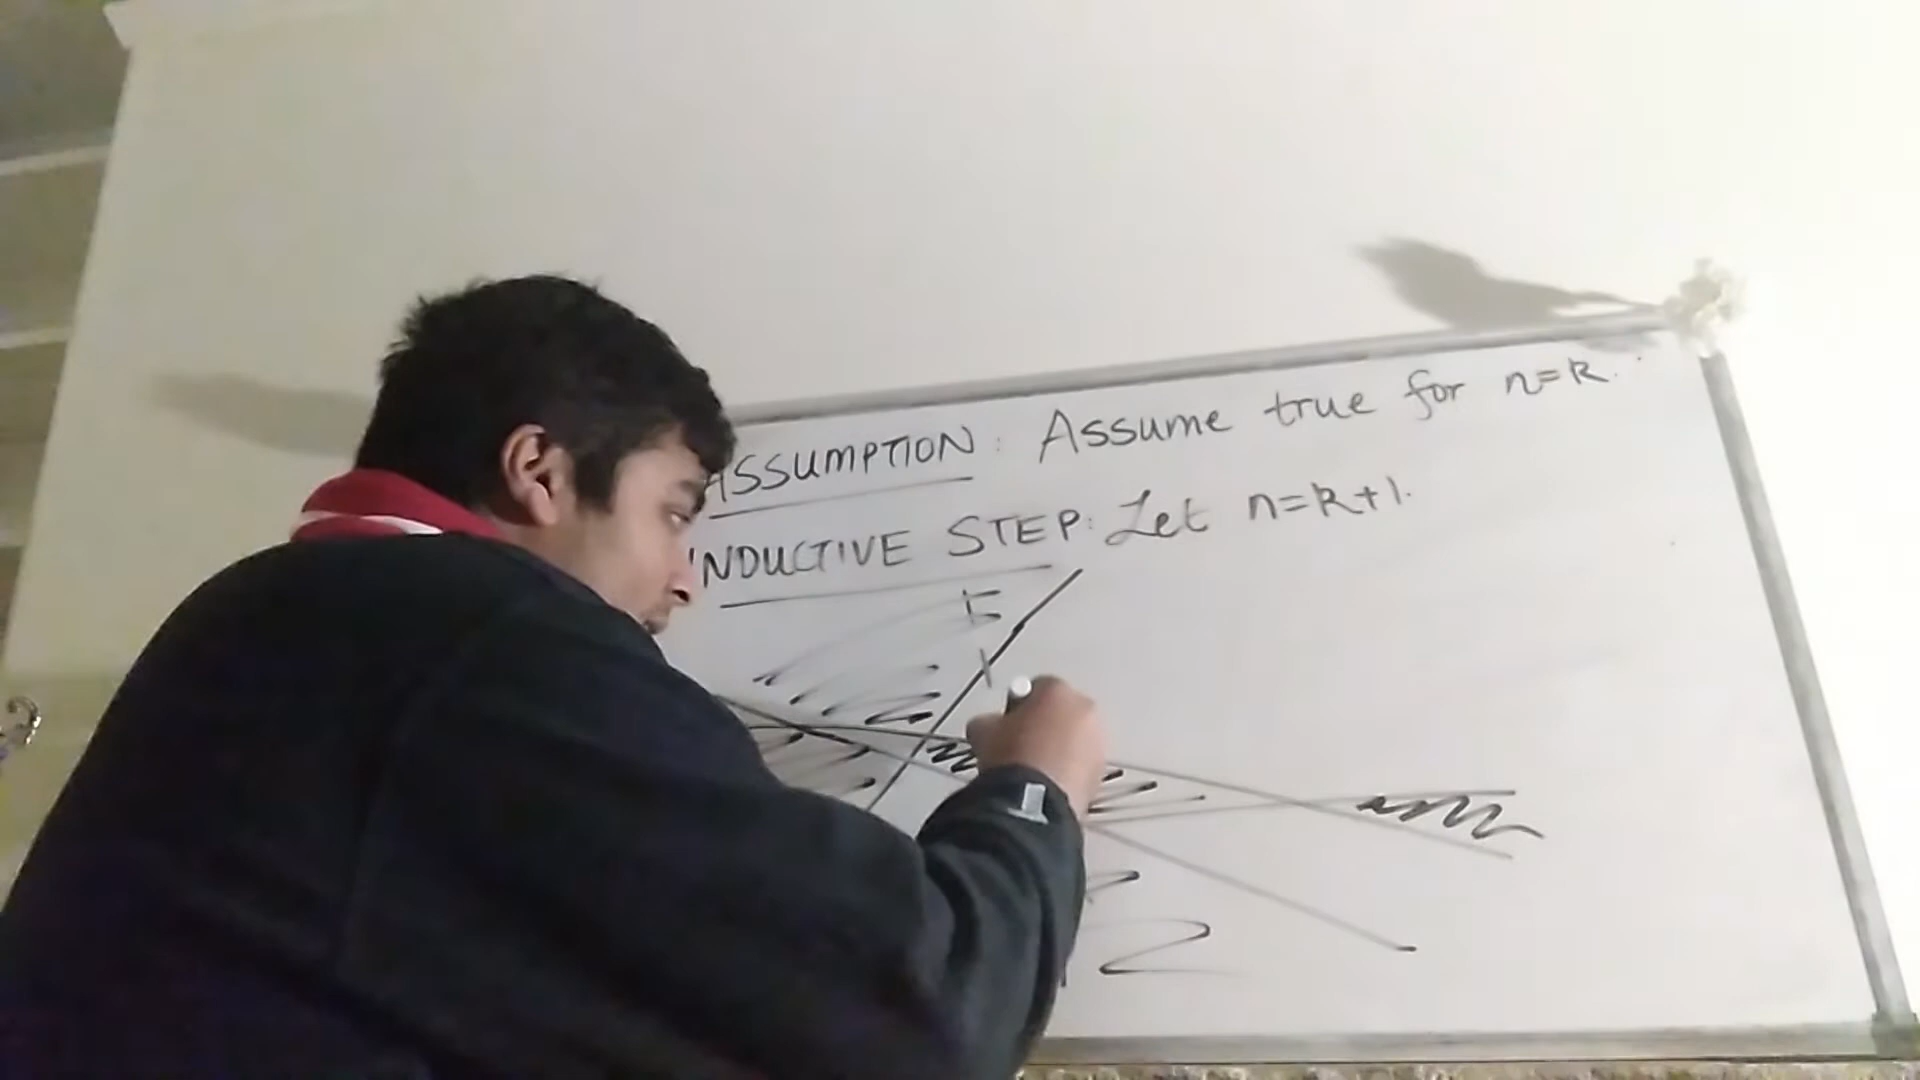 ASSUMPTION: Assume true for n=k.
INDUCTIVE STEP: Let n=k+1.